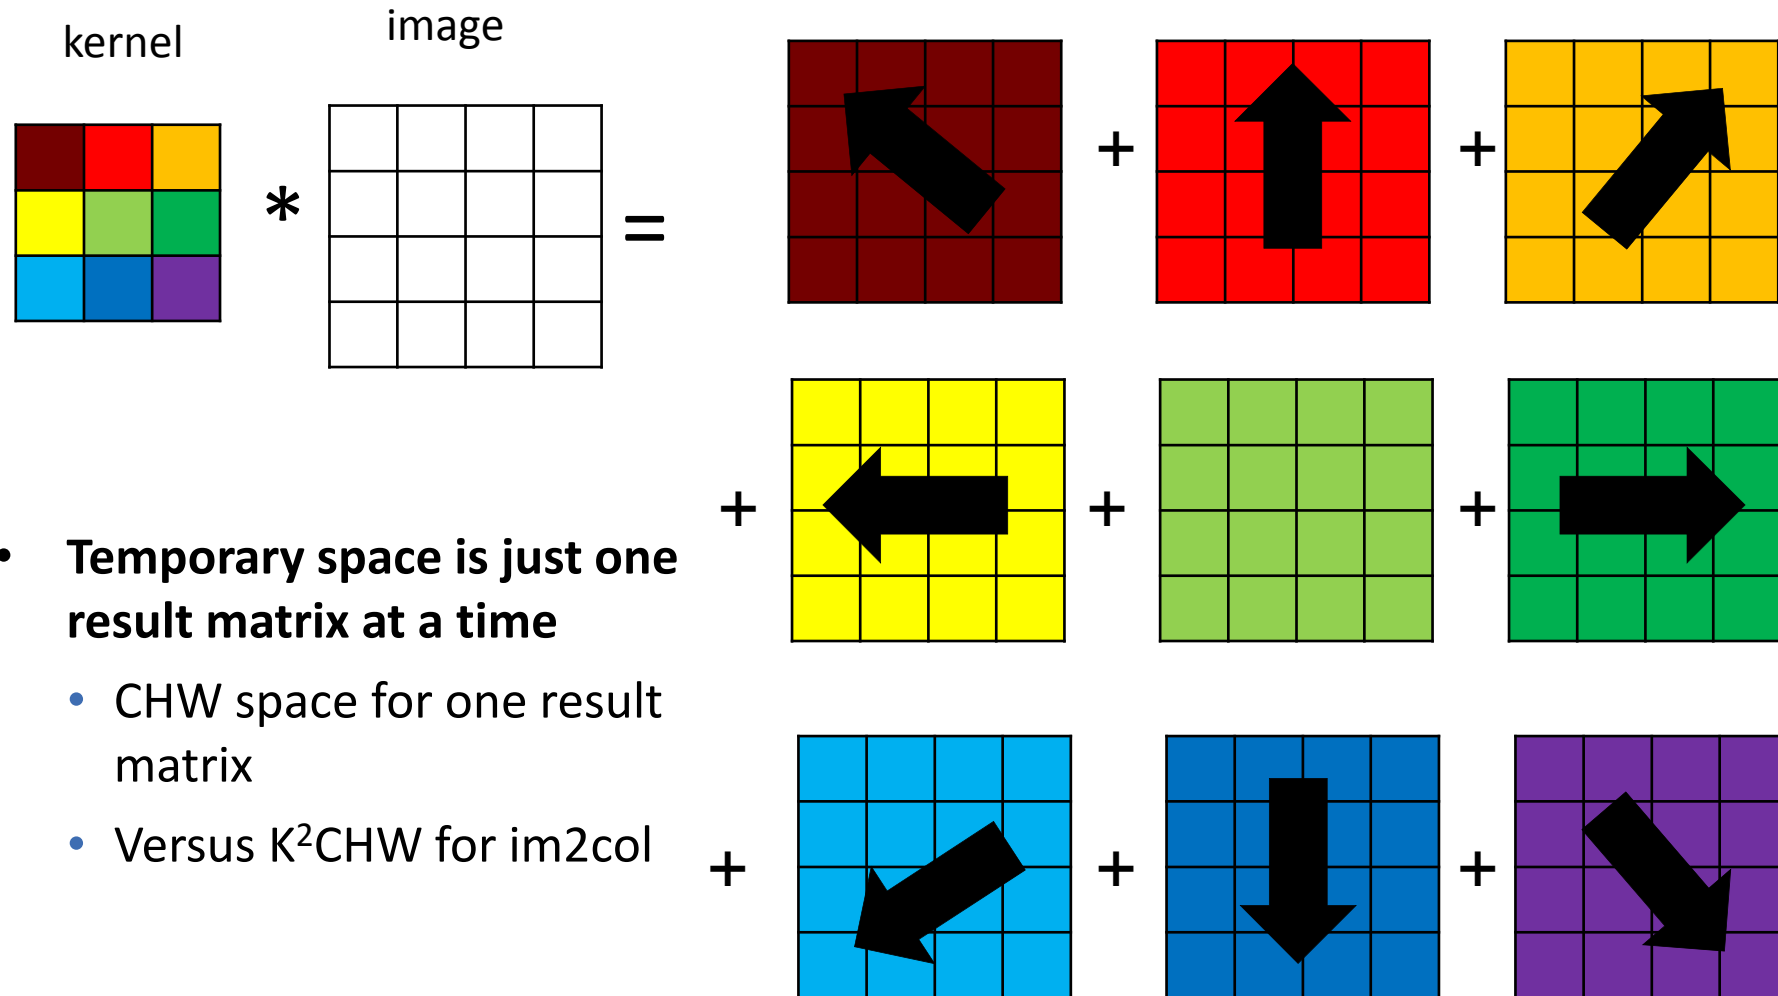 kernel
image
*
=
+
+
+
+
+
• Temporary space is just one
result matrix at a time
• CHW space for one result
matrix
• Versus K²CHW for im2col
+
+
+